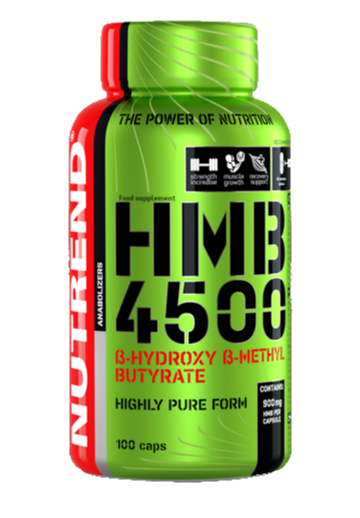 THE POWER OF NUTRITION
strength increase
muscle growth
recovery support
Food supplement
HMB
4500
ß-HYDROXY ß-METHYL
BUTYRATE
HIGHLY PURE FORM
CONTAINS
900mg
HMB PER
CAPSULE
100 caps
NUTREND®
ANABOLIZERS